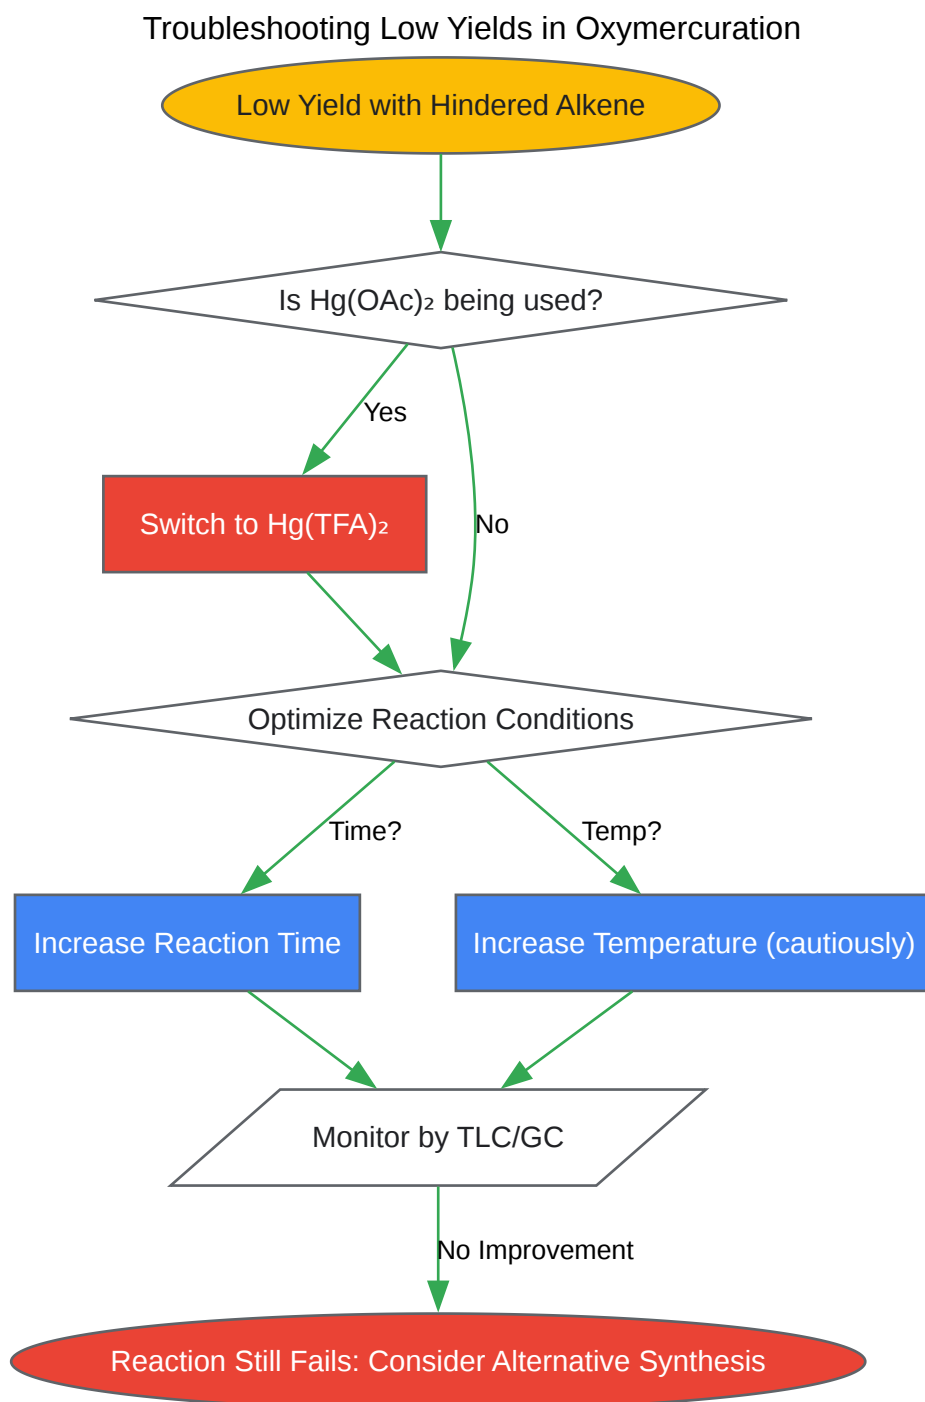 Troubleshooting Low Yields in Oxymercuration
Low Yield with Hindered Alkene
Is Hg(OAc)₂ being used?
Yes
Switch to Hg(TFA)₂
No
Optimize Reaction Conditions
Time?
Temp?
Increase Reaction Time
Increase Temperature (cautiously)
Monitor by TLC/GC
No Improvement
Reaction Still Fails: Consider Alternative Synthesis